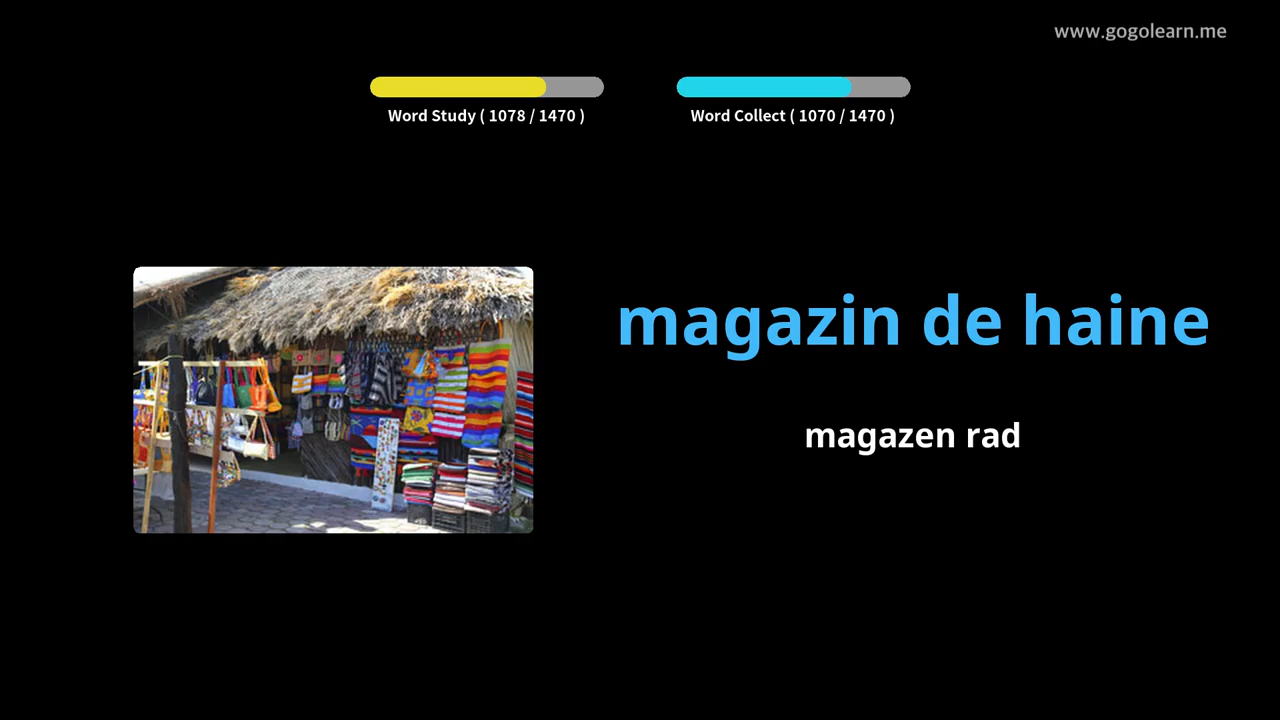 www.gogolearn.me
Word Study ( 1078 / 1470 )
Word Collect ( 1070 / 1470 )
magazin de haine
magazen rad